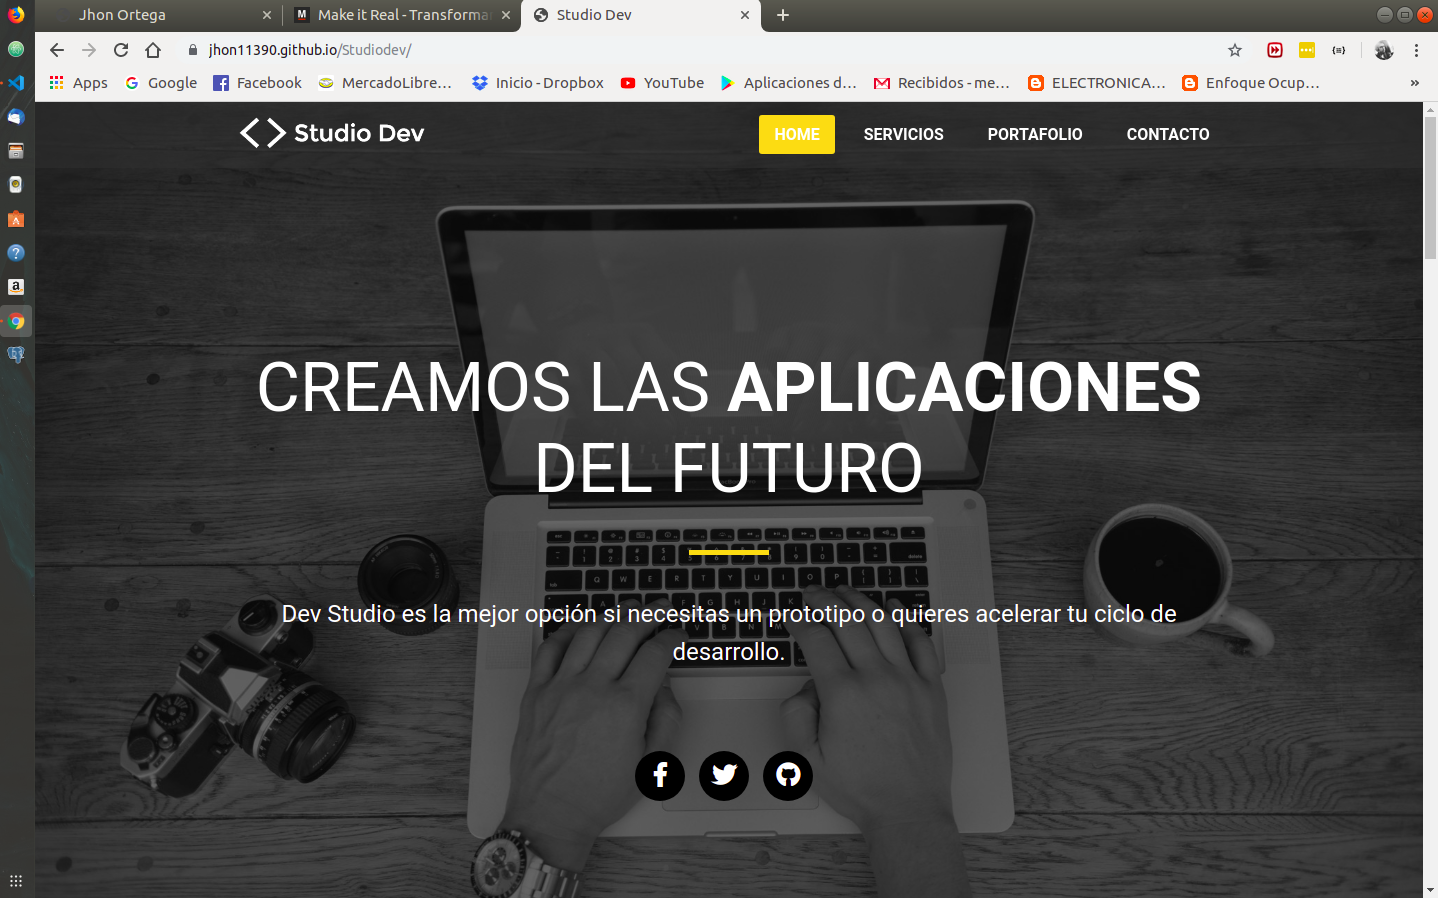 Jhon Ortega
Make it Real - Transforma
Studio Dev
jhon11390.github.io/Studiodev/
Apps
Google
Facebook
MercadoLibre...
Inicio - Dropbox
YouTube
Aplicaciones d...
Recibidos - me...
ELECTRONICA...
Enfoque Ocup...
»
Studio Dev
HOME
SERVICIOS
PORTAFOLIO
CONTACTO
CREAMOS LAS APLICACIONES
DEL FUTURO
Dev Studio es la mejor opción si necesitas un prototipo o quieres acelerar tu ciclo de
desarrollo.